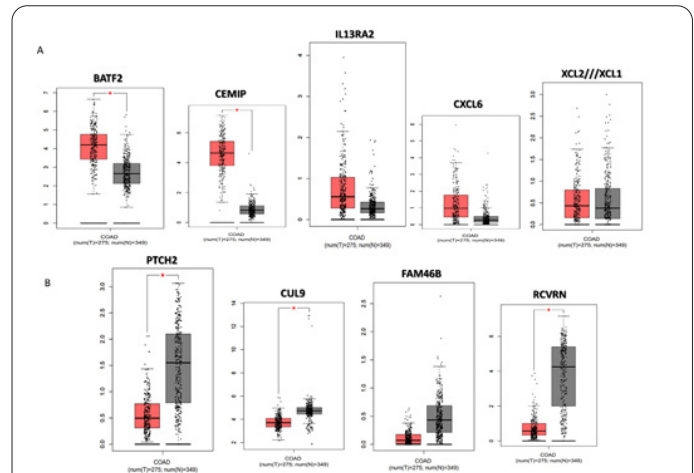 A
IL13RA2
BATF2
XCL2///XCL1
CEMIP
CXCL6
COAD
(num(T)=275; num(N)=349)
COAD
(num(T)=275; num(N)=349)
COAD
(num(T)=275; num(N)=349)
COAD
(num(T)=275; num(N)=349)
COAD
(num(T)=275; num(N)=349)
B
PTCH2
CUL9
FAM46B
RCVRN
COAD
(num(T)=275; num(N)=349)
COAD
(num(T)=275; num(N)=349)
COAD
(num(T)=275; num(N)=349)
COAD
(num(T)=275; num(N)=349)